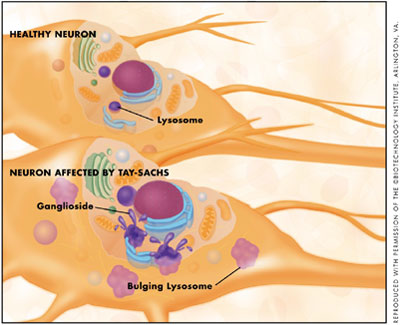 HEALTHY NEURON
Lysosome
NEURON AFFECTED BY TAY-SACHS
Ganglioside
Bulging Lysosome
REPRODUCED WITH PERMISSION OF THE ©BIOTECHNOLOGY INSTITUTE, ARLINGTON, VA.